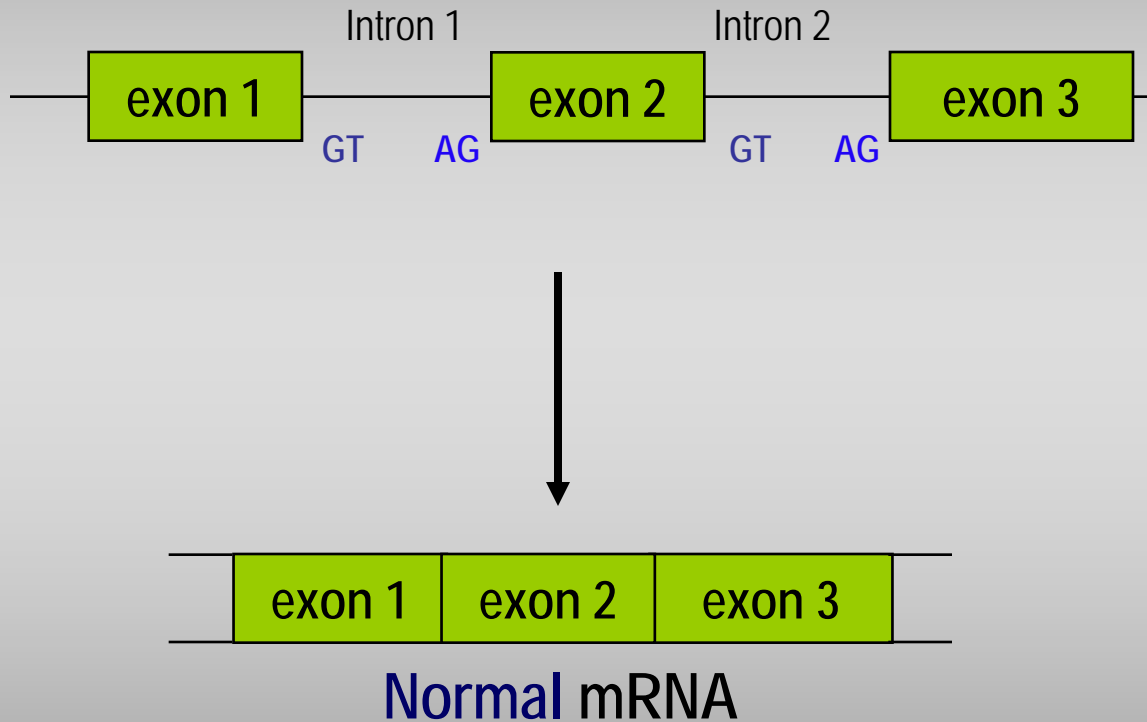 Intron 1 Intron 2
exon 1 exon 2 exon 3
GT AG GT AG
exon 1 exon 2 exon 3
Normal mRNA